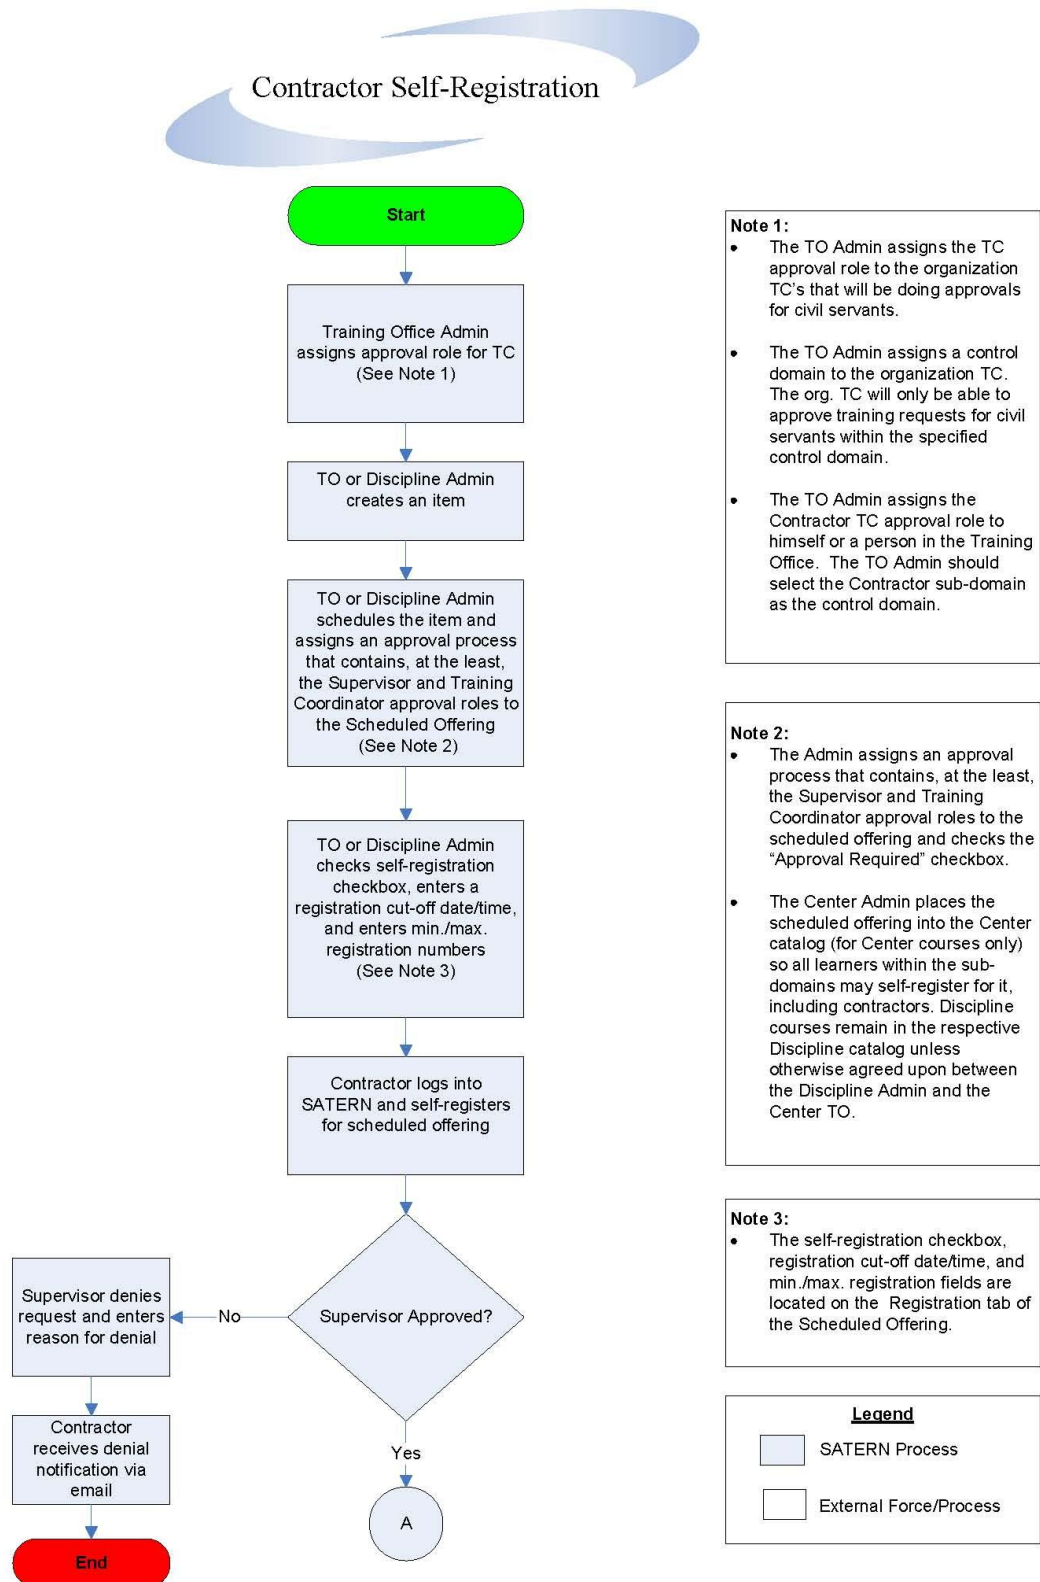 Contractor Self-Registration
Start
Training Office Admin
assigns approval role for TC
(See Note 1)
TO or Discipline Admin
creates an item
TO or Discipline Admin
schedules the item and
assigns an approval process
that contains, at the least,
the Supervisor and Training
Coordinator approval roles to
the Scheduled Offering
(See Note 2)
TO or Discipline Admin
checks self-registration
checkbox, enters a
registration cut-off date/time,
and enters min./max.
registration numbers
(See Note 3)
Contractor logs into
SATERN and self-registers
for scheduled offering
Supervisor Approved?
No
Supervisor denies
request and enters
reason for denial
Contractor
receives denial
notification via
email
End
Yes
A
Note 1:
• The TO Admin assigns the TC
approval role to the organization
TC's that will be doing approvals
for civil servants.
• The TO Admin assigns a control
domain to the organization TC.
The org. TC will only be able to
approve training requests for civil
servants within the specified
control domain.
• The TO Admin assigns the
Contractor TC approval role to
himself or a person in the Training
Office. The TO Admin should
select the Contractor sub-domain
as the control domain.
Note 2:
• The Admin assigns an approval
process that contains, at the least,
the Supervisor and Training
Coordinator approval roles to the
scheduled offering and checks the
“Approval Required” checkbox.
• The Center Admin places the
scheduled offering into the Center
catalog (for Center courses only)
so all learners within the sub-
domains may self-register for it,
including contractors. Discipline
courses remain in the respective
Discipline catalog unless
otherwise agreed upon between
the Discipline Admin and the
Center TO.
Note 3:
• The self-registration checkbox,
registration cut-off date/time, and
min./max. registration fields are
located on the Registration tab of
the Scheduled Offering.
Legend
SATERN Process
External Force/Process